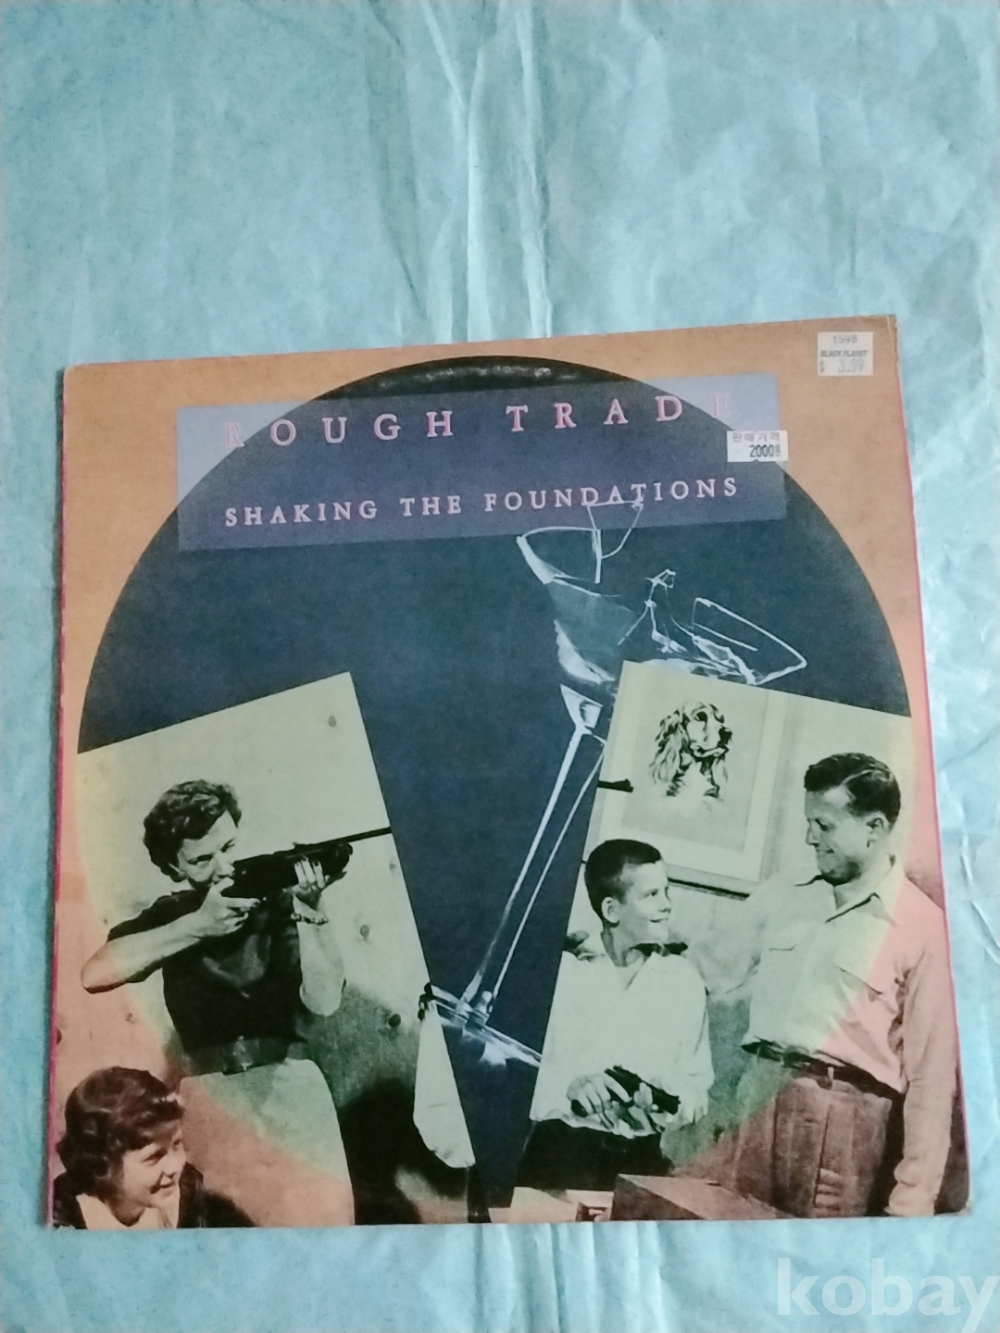 1598
BLACK PLANET
$ 3.99
ROUGH TRADE
판매가격
2000원
SHAKING THE FOUNDATIONS
kobay